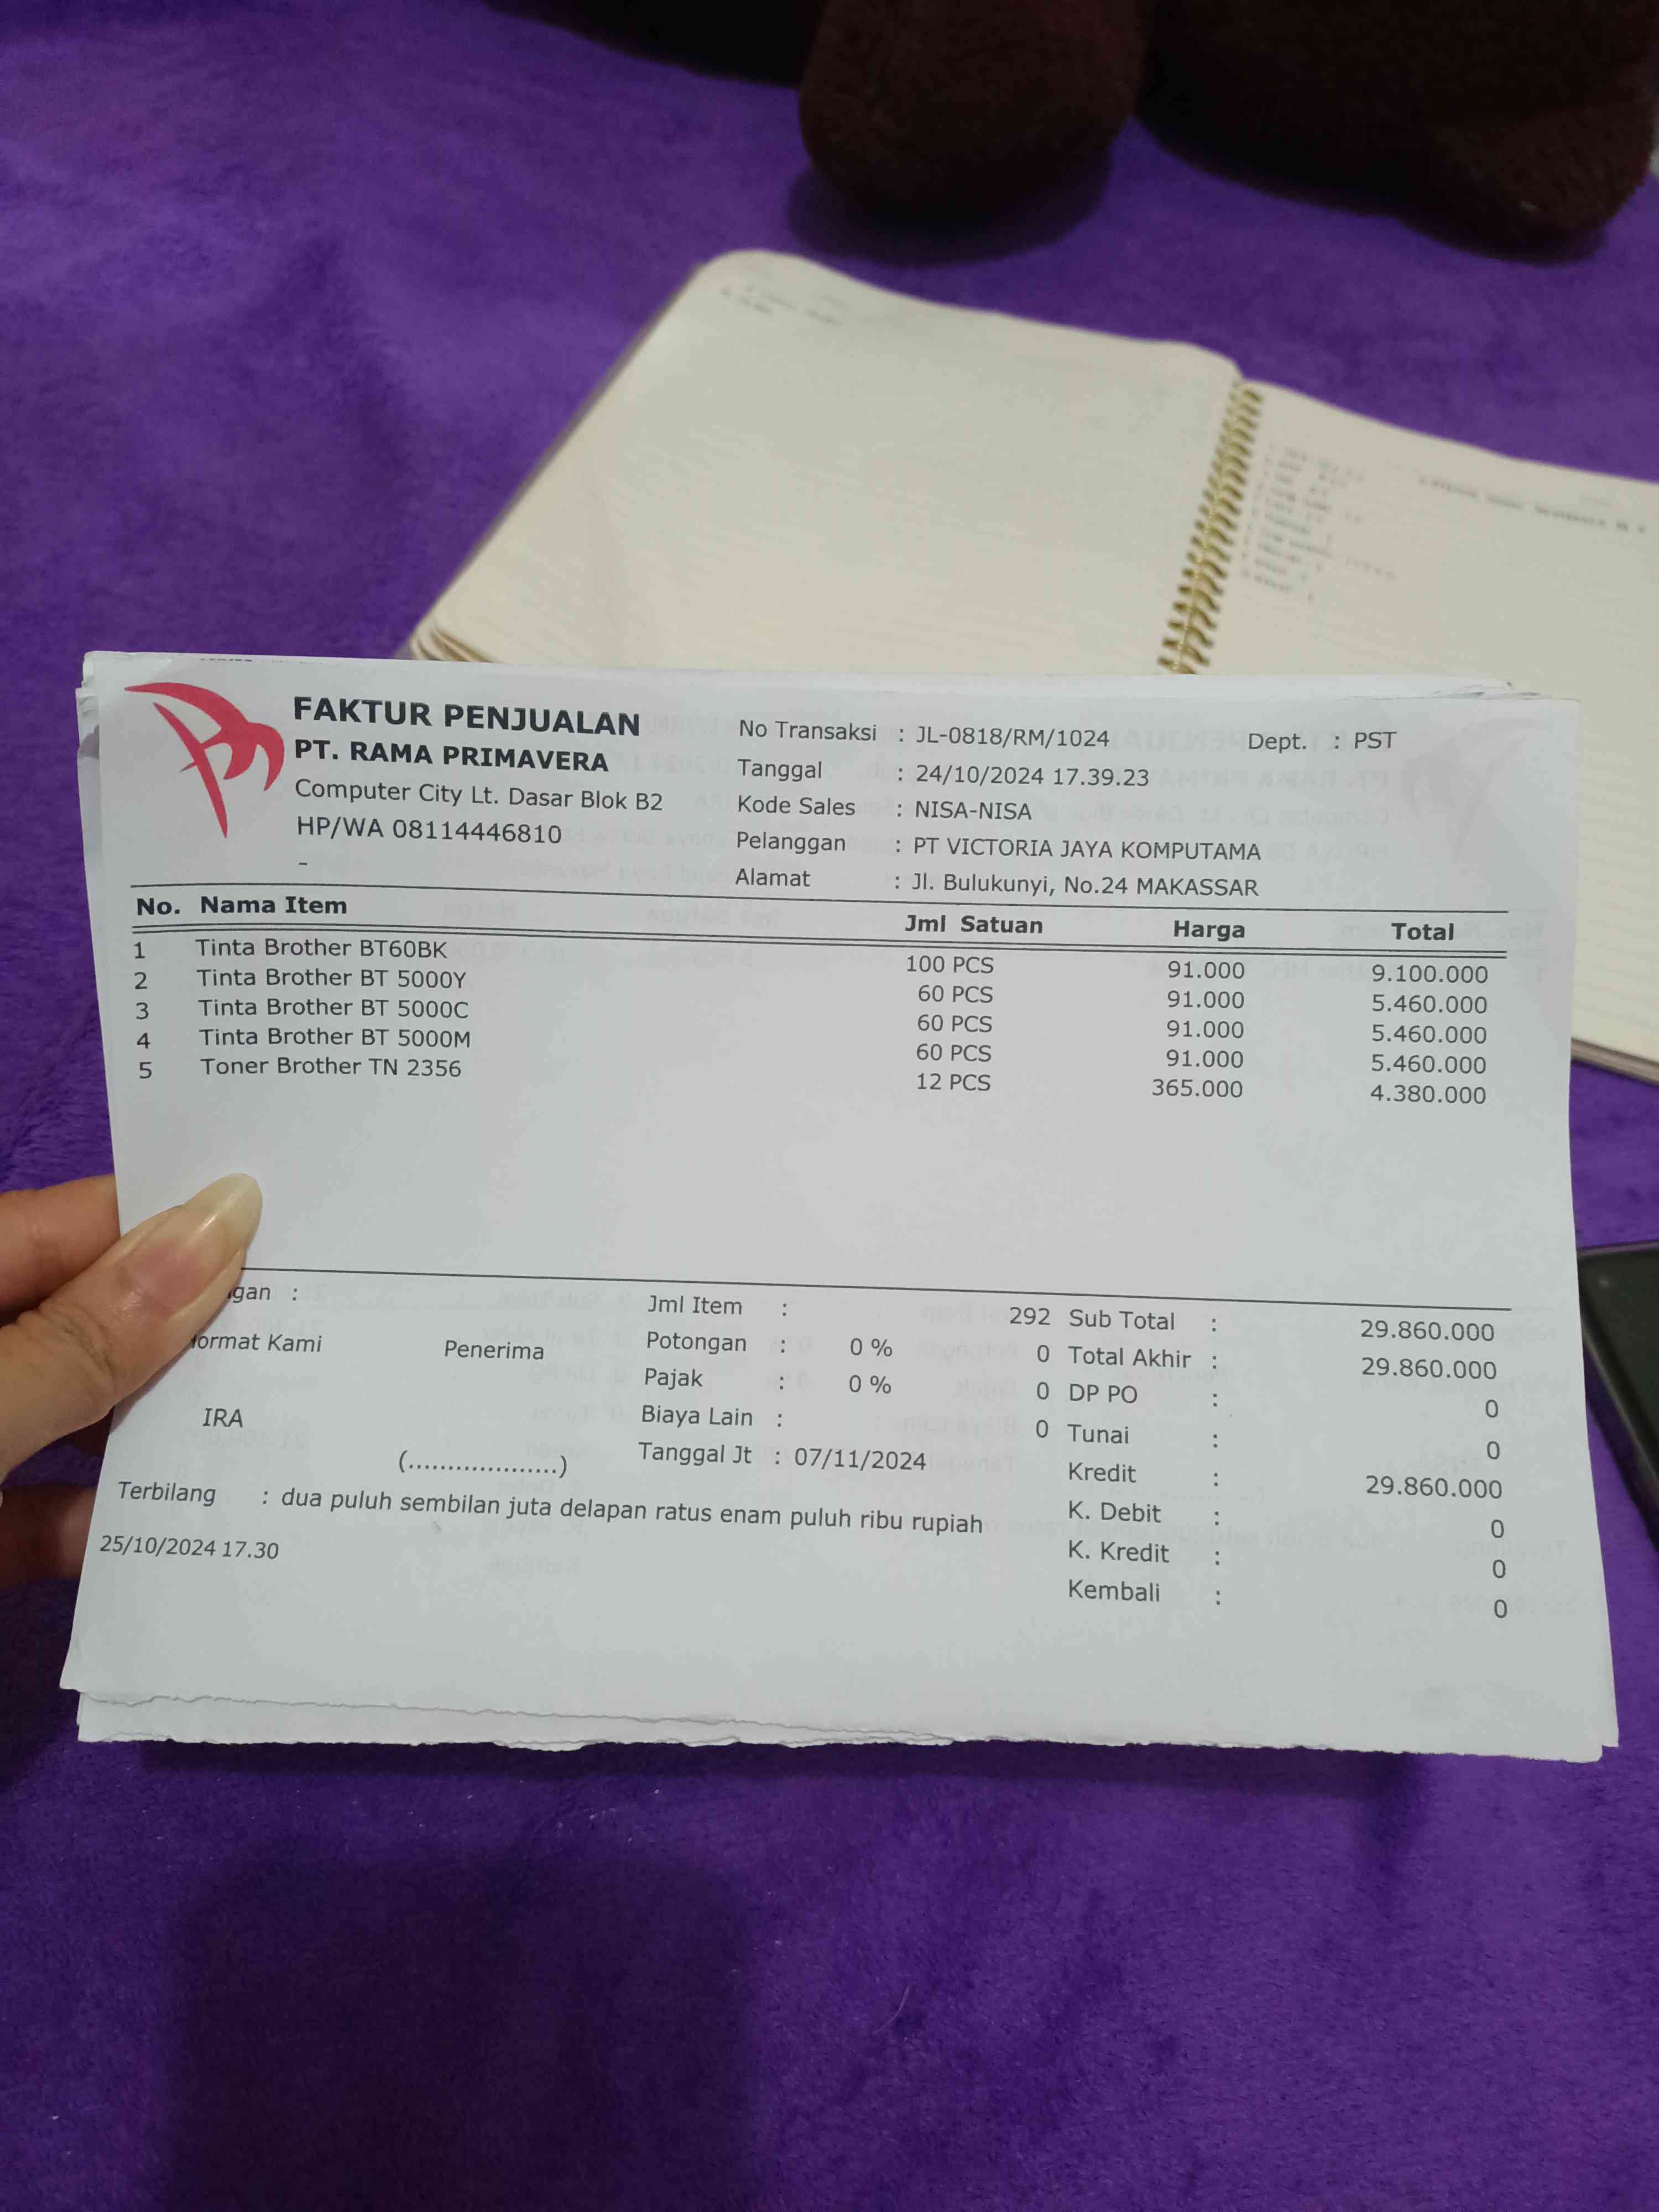 FAKTUR PENJUALAN
PT. RAMA PRIMAVERA
Computer City Lt. Dasar Blok B2
HP/WA 08114446810
-
No Transaksi : JL-0818/RM/1024 Dept. : PST
Tanggal : 24/10/2024 17.39.23
Kode Sales : NISA-NISA
Pelanggan : PT VICTORIA JAYA KOMPUTAMA
Alamat : Jl. Bulukunyi, No.24 MAKASSAR
No. Nama Item Jml Satuan Harga Total
1 Tinta Brother BT60BK 100 PCS 91.000 9.100.000
2 Tinta Brother BT 5000Y 60 PCS 91.000 5.460.000
3 Tinta Brother BT 5000C 60 PCS 91.000 5.460.000
4 Tinta Brother BT 5000M 60 PCS 91.000 5.460.000
5 Toner Brother TN 2356 12 PCS 365.000 4.380.000
gan :
ormat Kami Penerima
IRA
(...................)
Jml Item : 292
Potongan : 0 % 0
Pajak : 0 % 0
Biaya Lain : 0
Tanggal Jt : 07/11/2024
Sub Total : 29.860.000
Total Akhir : 29.860.000
DP PO : 0
Tunai : 0
Kredit : 29.860.000
K. Debit : 0
K. Kredit : 0
Kembali : 0
Terbilang : dua puluh sembilan juta delapan ratus enam puluh ribu rupiah
25/10/2024 17.30